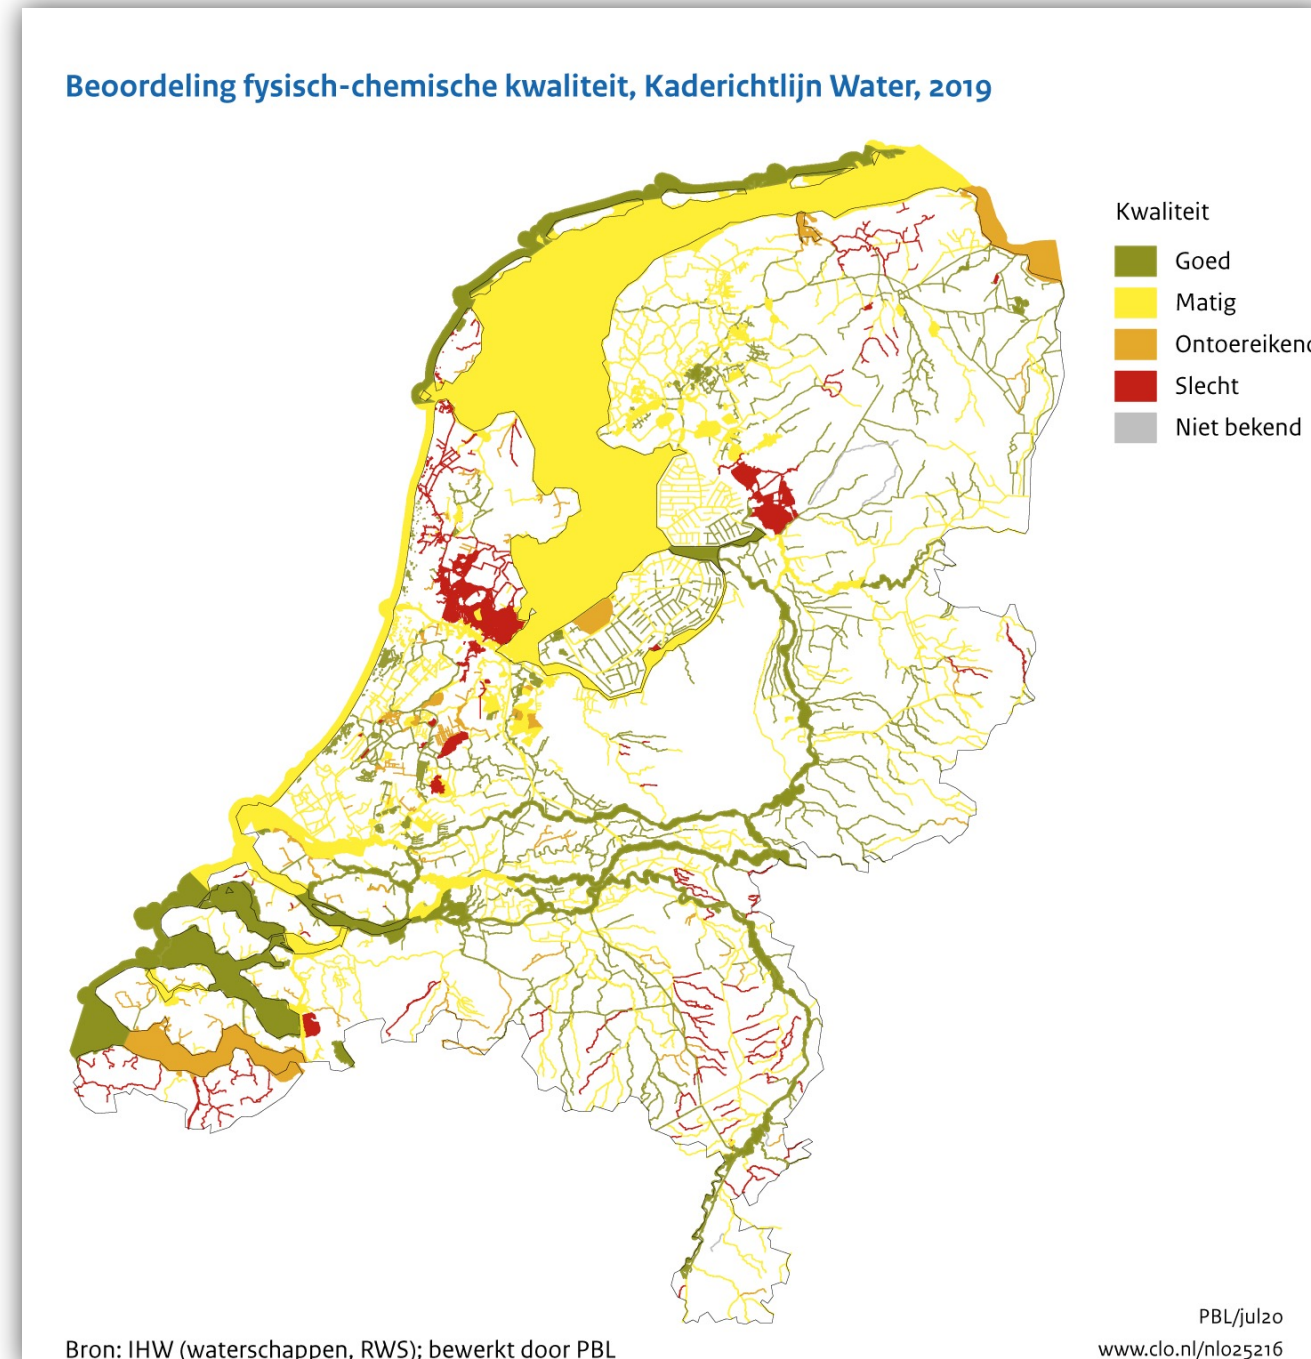 Beoordeling fysisch-chemische kwaliteit, Kaderichtlijn Water, 2019
Kwaliteit
Goed
Matig
Ontoereikend
Slecht
Niet bekend
PBL/jul20
Bron: IHW (waterschappen, RWS); bewerkt door PBL
www.clo.nl/nl025216